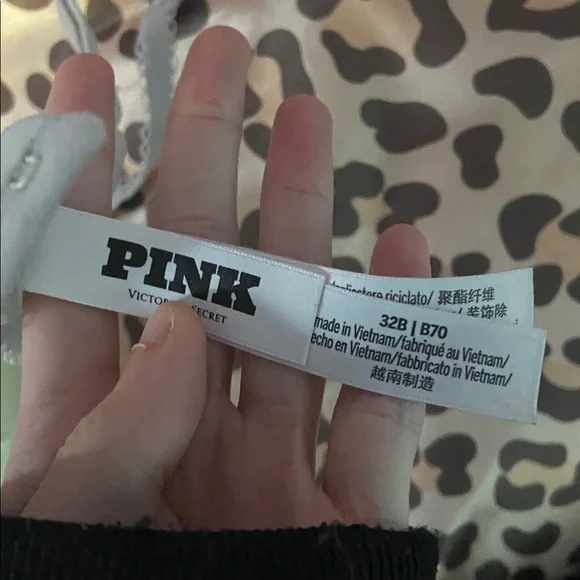 PINK
VICTORIA'S SECRET
riciclato/ 聚酯纤维
装饰除
32B | B70
made in Vietnam/fabriqué au Vietnam/
echo en Vietnam/fabbricato in Vietnam/
越南制造